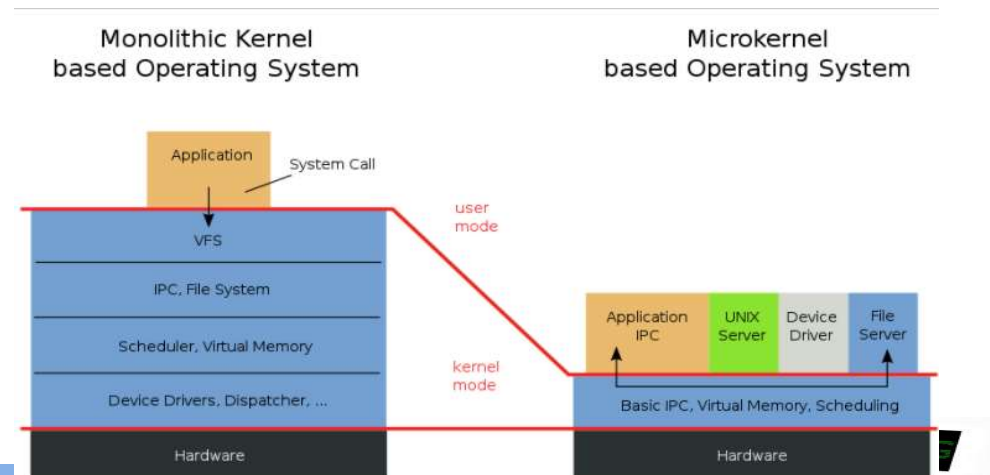 Monolithic Kernel
based Operating System
Microkernel
based Operating System
Application
System Call
user
mode
VFS
IPC, File System
Scheduler, Virtual Memory
kernel
mode
Device Drivers, Dispatcher, ...
Hardware
Application
IPC
UNIX
Server
Device
Driver
File
Server
Basic IPC, Virtual Memory, Scheduling
Hardware